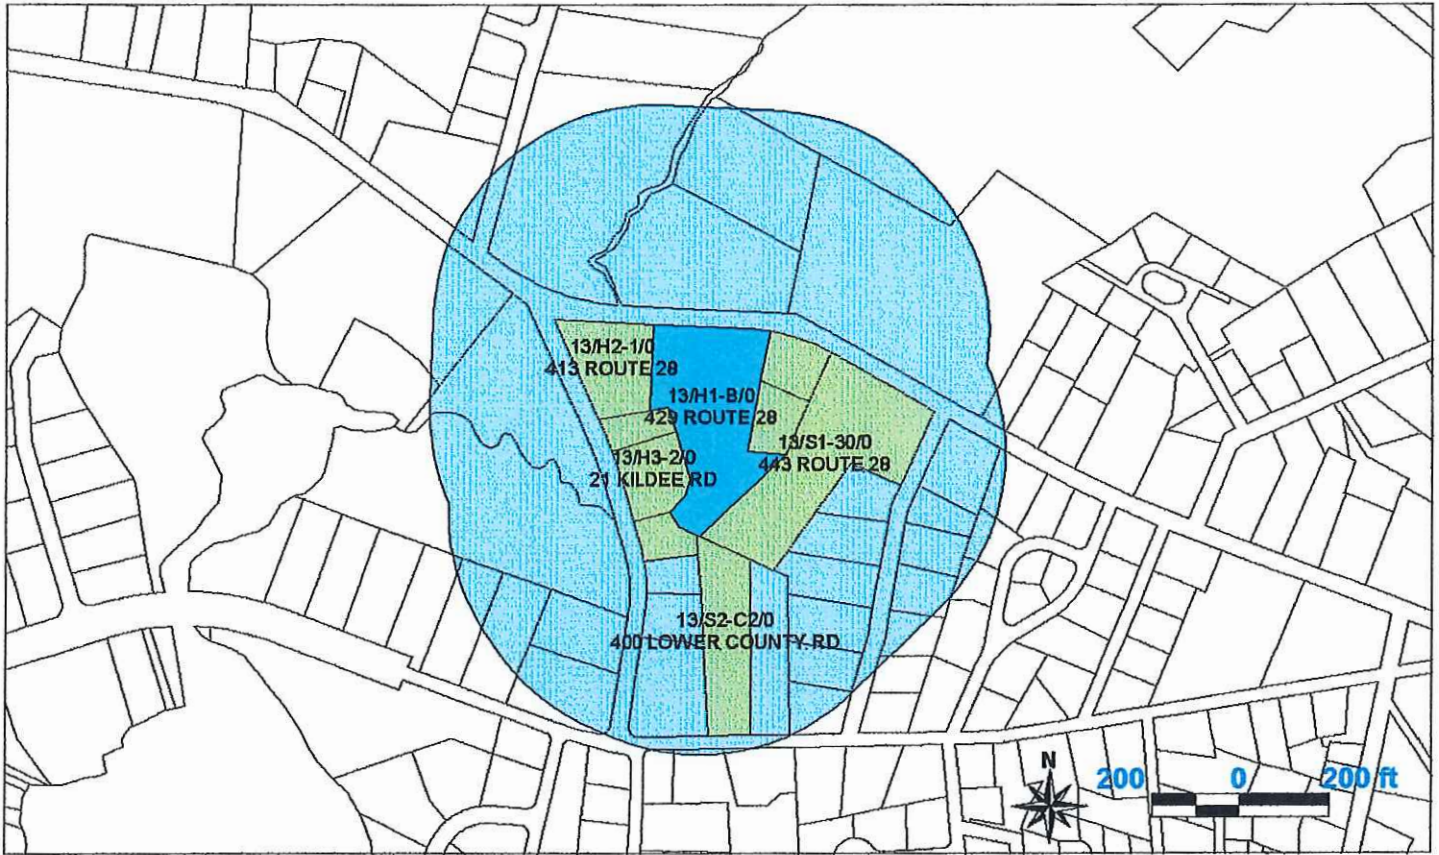 13/H2-1/0
413 ROUTE 28
13/H1-B/0
429 ROUTE 28
13/S1-30/0
443 ROUTE 28
13/H3-2/0
21 KILDEE RD
13/S2-C2/0
400 LOWER COUNTY RD
N
200 0 200 ft